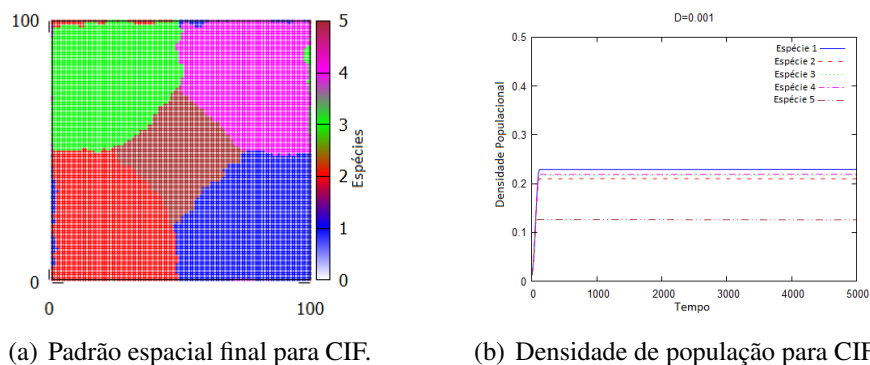 100
0
0
100
5
4
3
2
1
0
Espécies
D=0.001
Densidade Populacional
0.5
0.4
0.3
0.2
0.1
0
Espécie 1
Espécie 2
Espécie 3
Espécie 4
Espécie 5
0 1000 2000 3000 4000 5000
Tempo
(a) Padrão espacial final para CIF.
(b) Densidade de população para CIF